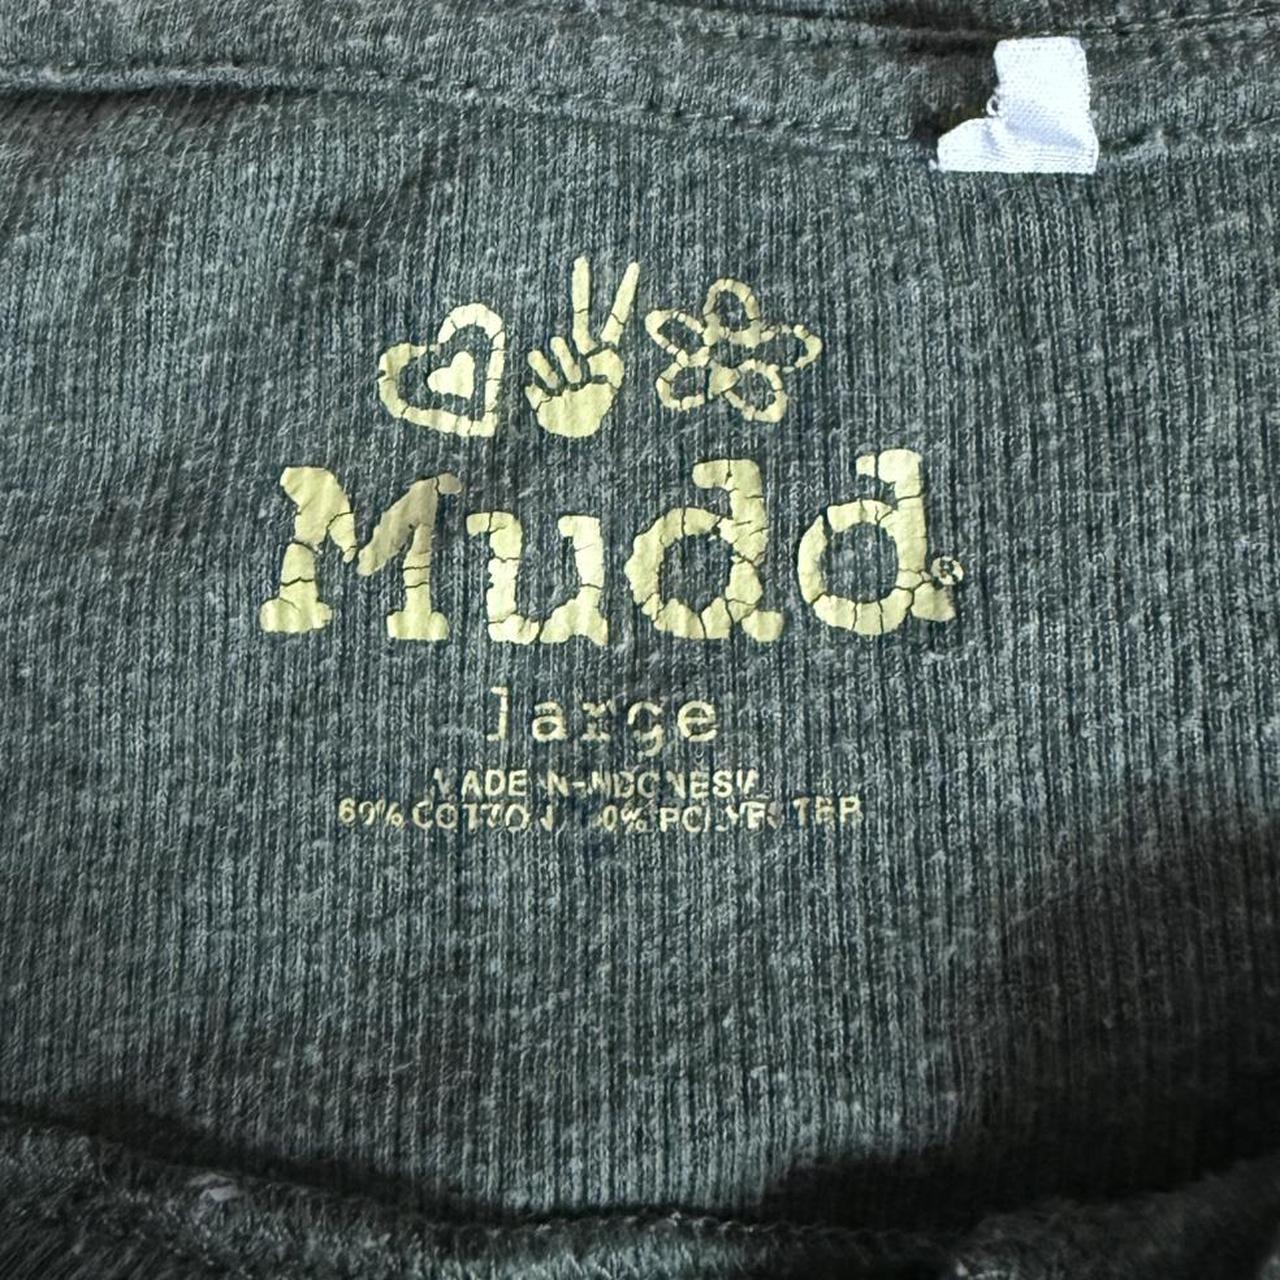 Mudd®
large
MADE IN INDONESIA
60% COTTON 40% POLYESTER